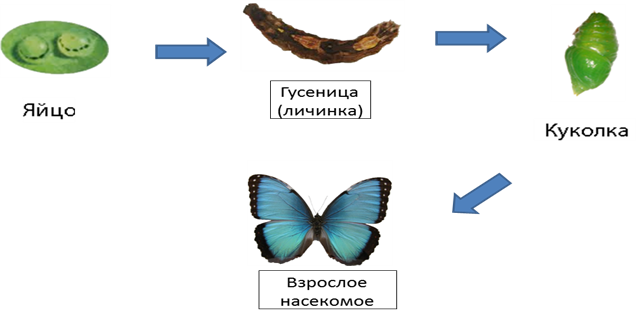 Яйцо
Гусеница
(личинка)
Куколка
Взрослое
насекомое